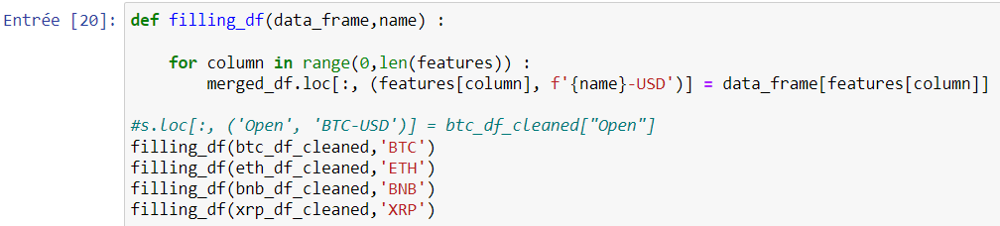 Entrée [20]: def filling_df(data_frame,name) :
for column in range(0,len(features)) :
merged_df.loc[:, (features[column], f'{name}-USD')] = data_frame[features[column]]
#s.loc[:, ('Open', 'BTC-USD')] = btc_df_cleaned["Open"]
filling_df(btc_df_cleaned,'BTC')
filling_df(eth_df_cleaned,'ETH')
filling_df(bnb_df_cleaned,'BNB')
filling_df(xrp_df_cleaned,'XRP')